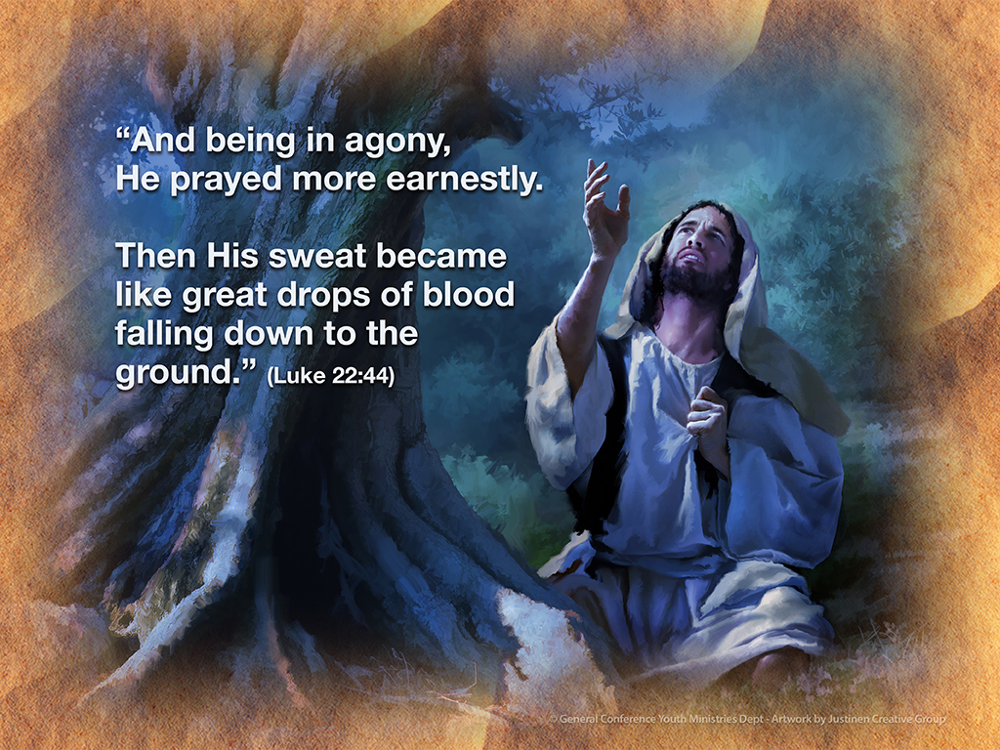 “And being in agony,
He prayed more earnestly.
Then His sweat became
like great drops of blood
falling down to the
ground.” (Luke 22:44)
© General Conference Youth Ministries Dept - Artwork by Justinen Creative Group